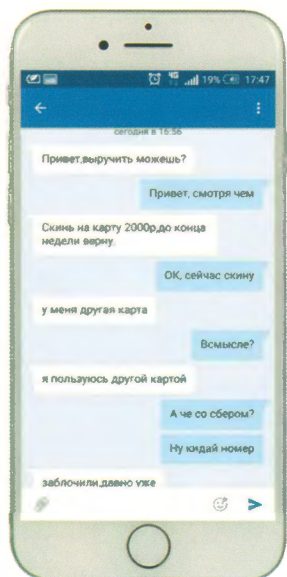 4G 19% 17:47
сегодня в 16:56
Привет,выручить можешь?
Привет, смотря чем
Скинь на карту 2000р,до конца
недели верну.
ОК, сейчас скину
у меня другая карта
Всмысле?
я пользуюсь другой картой
А че со сбером?
Ну кидай номер
заблочили,давно уже